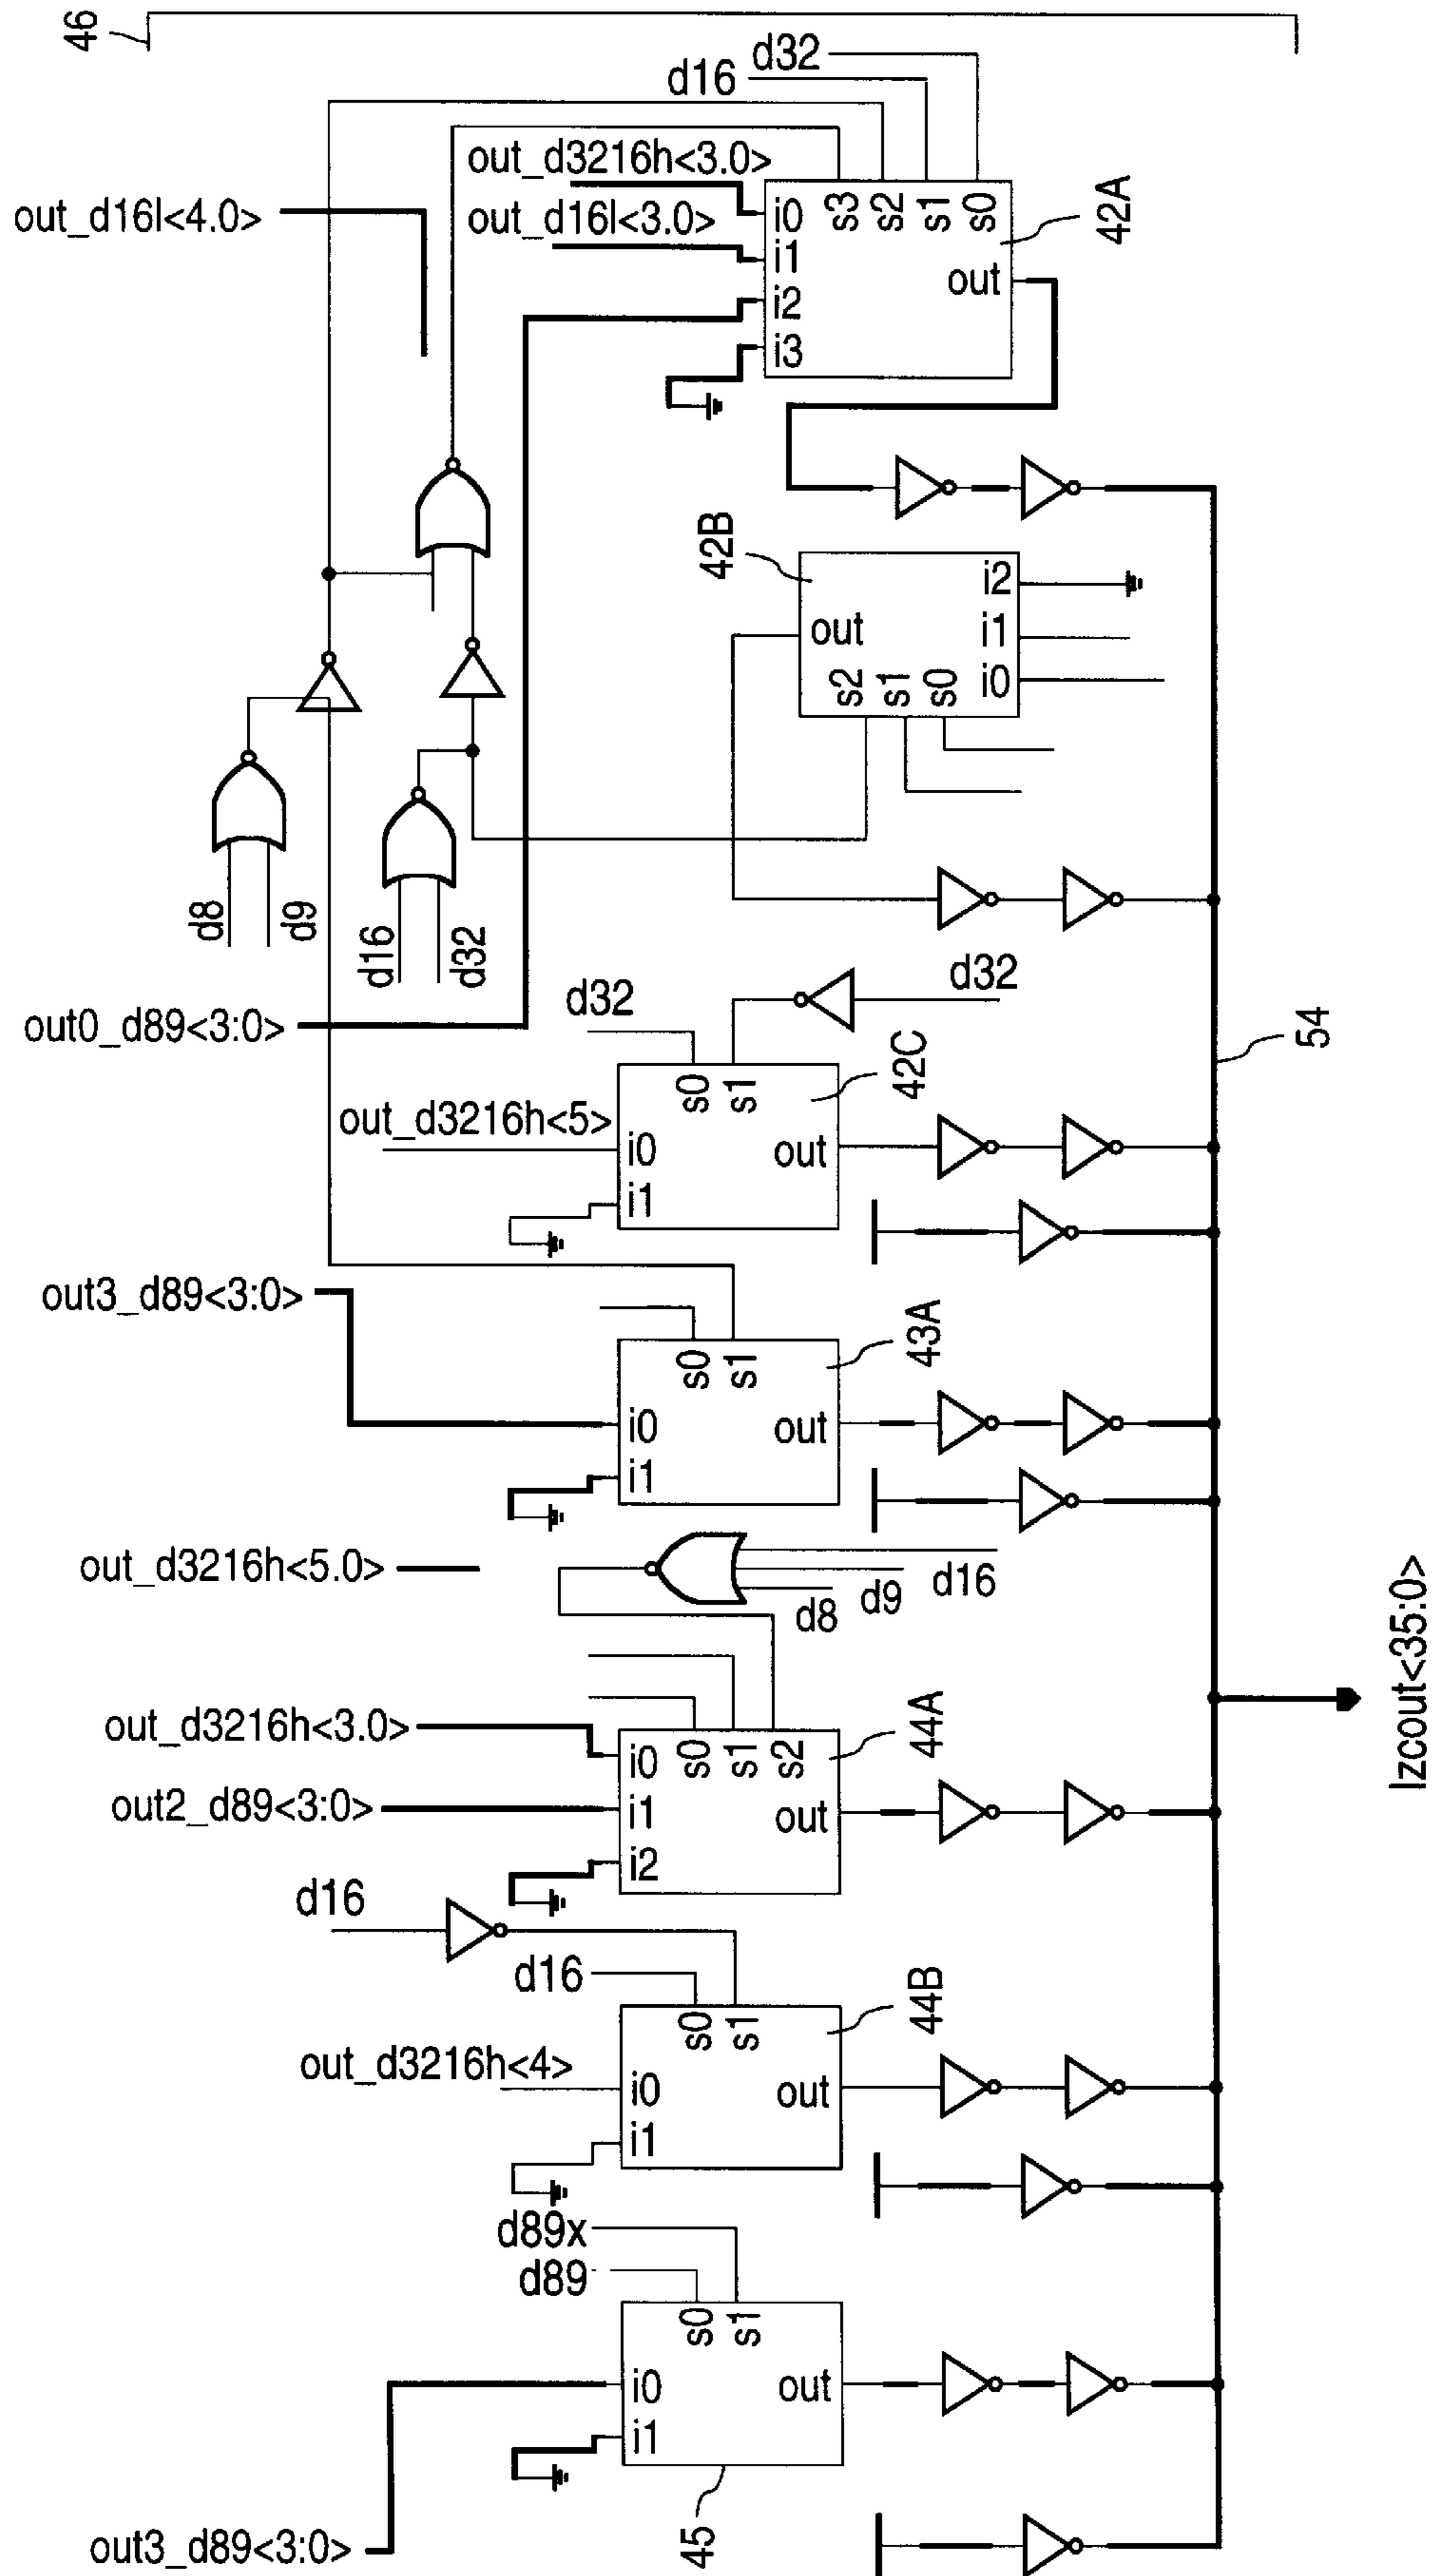 46
d32
d16
out_d3216h<3.0>
out_d16l<4.0>
out_d16l<3.0>
i0
i1
i2
i3
s3
s2
s1
s0
out
42A
42B
out
s2
s1
s0
i2
i1
i0
d8
d9
d16
d32
out0_d89<3:0>
d32
d32
s0
s1
42C
out_d3216h<5>
i0
i1
out
54
out3_d89<3:0>
s0
s1
43A
i0
i1
out
out_d3216h<5.0>
d8
d9
d16
out_d3216h<3.0>
out2_d89<3:0>
i0
i1
i2
s0
s1
s2
out
44A
lzcout<35:0>
d16
d16
s0
s1
44B
out_d3216h<4>
i0
i1
out
d89x
d89
s0
s1
i0
i1
out
45
out3_d89<3:0>